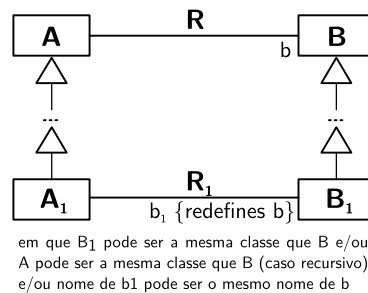 R
A
B
b
...
...
R₁
A₁
B₁
b₁ {redefines b}
em que B1 pode ser a mesma classe que B e/ou
A pode ser a mesma classe que B (caso recursivo)
e/ou nome de b1 pode ser o mesmo nome de b